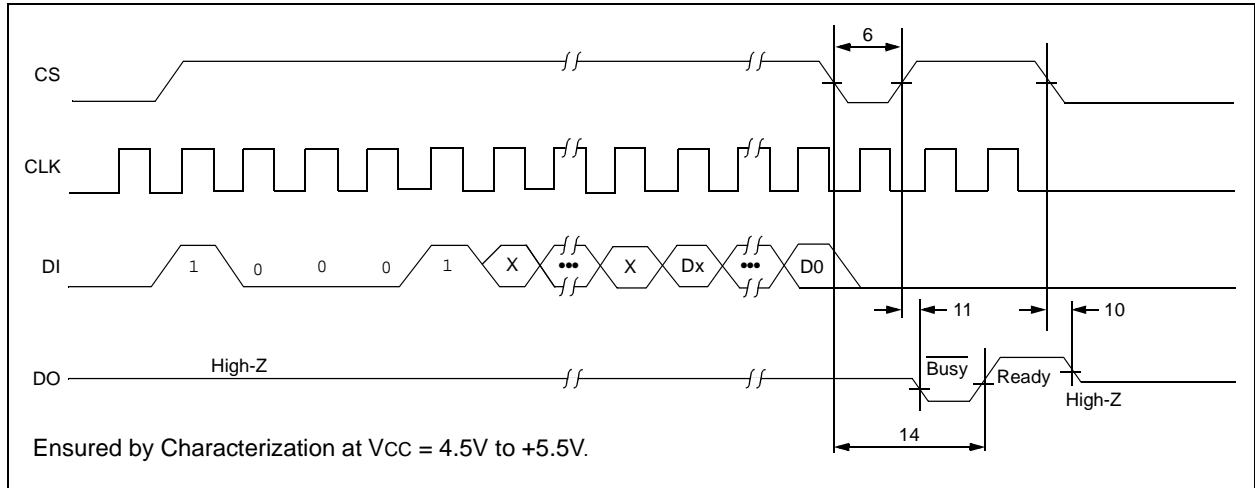 6
CS
CLK
DI 1 0 0 0 1 X ••• X Dx ••• D0
11 10
High-Z Busy Ready
DO High-Z
14
Ensured by Characterization at VCC = 4.5V to +5.5V.